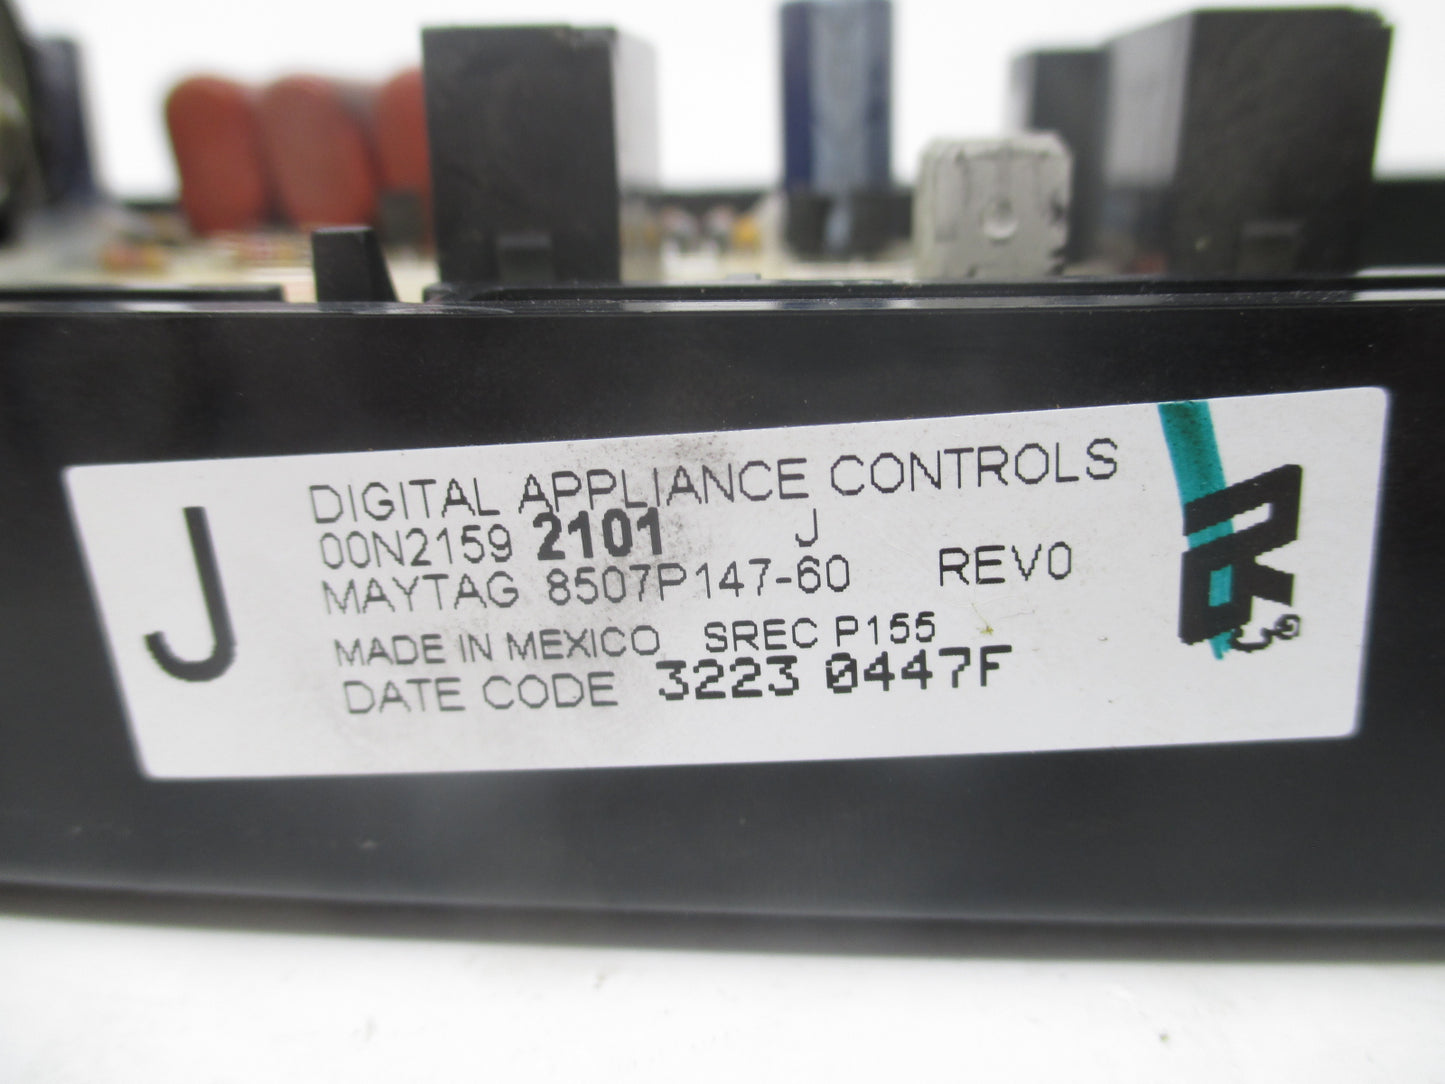 J
DIGITAL APPLIANCE CONTROLS
00N2159 2101 J
MAYTAG 8507P147-60 REV0
MADE IN MEXICO SREC P155
DATE CODE 3223 0447F